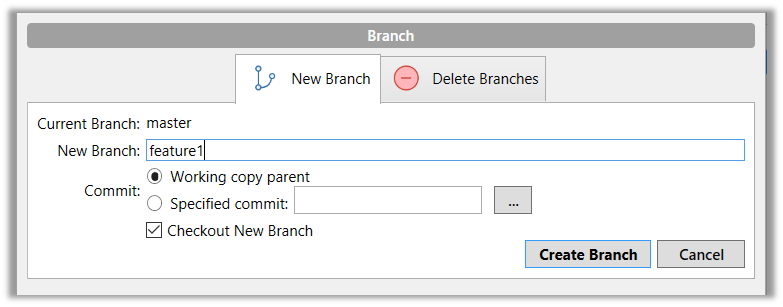 Branch
New Branch
Delete Branches
Current Branch: master
New Branch: feature1
Commit:
Working copy parent
Specified commit:
...
Checkout New Branch
Create Branch
Cancel